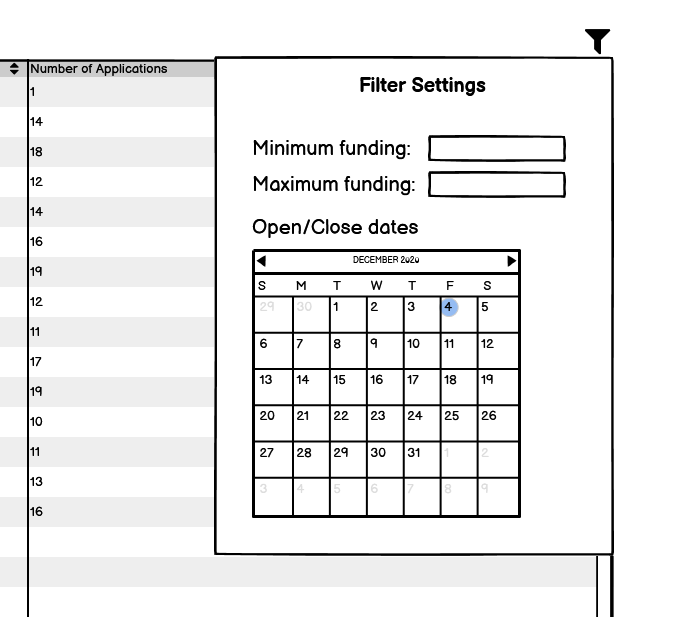 Number of Applications
1
14
18
12
14
16
19
12
11
17
19
10
11
13
16
Filter Settings
Minimum funding:
Maximum funding:
Open/Close dates
DECEMBER 2020
S M T W T F S
29 30 1 2 3 4 5
6 7 8 9 10 11 12
13 14 15 16 17 18 19
20 21 22 23 24 25 26
27 28 29 30 31 1 2
3 4 5 6 7 8 9